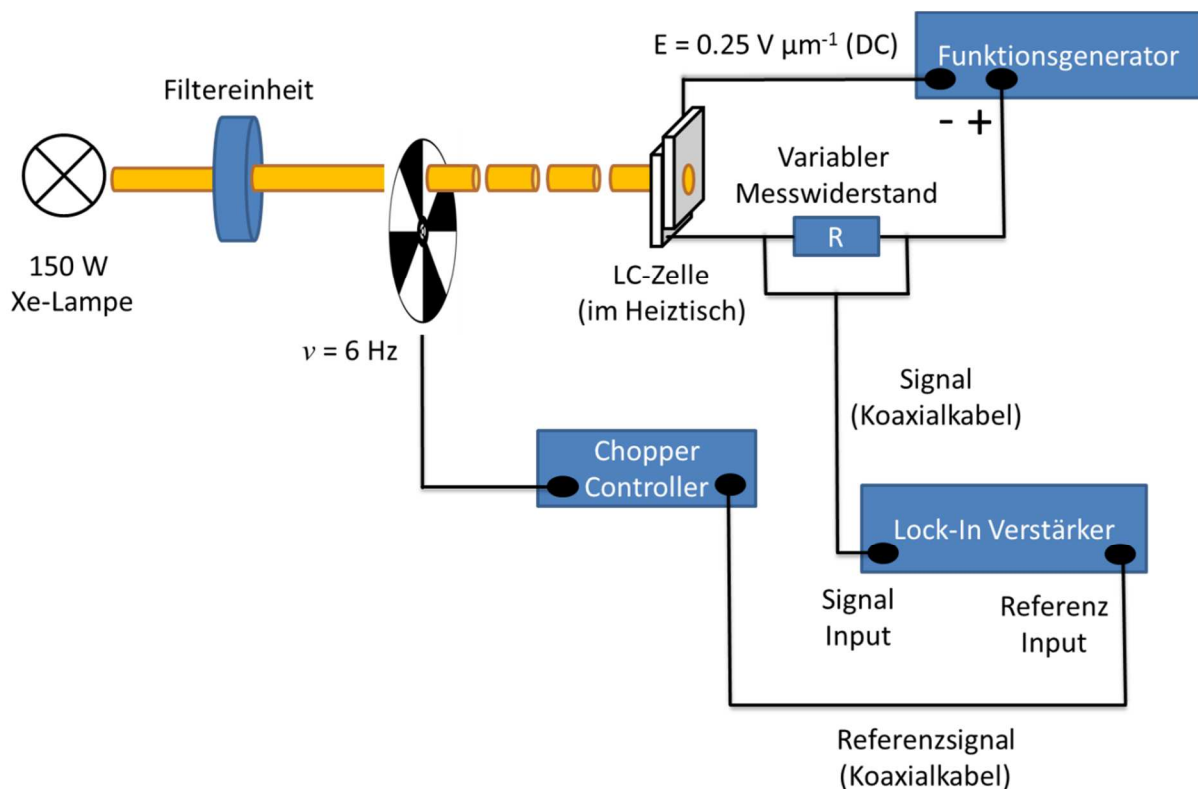 E = 0.25 V µm⁻¹ (DC)
Funktionsgenerator
- +
Filtereinheit
Variabler
Messwiderstand
R
150 W
Xe-Lampe
LC-Zelle
(im Heiztisch)
ν = 6 Hz
Signal
(Koaxialkabel)
Chopper
Controller
Lock-In Verstärker
Signal
Input
Referenz
Input
Referenzsignal
(Koaxialkabel)